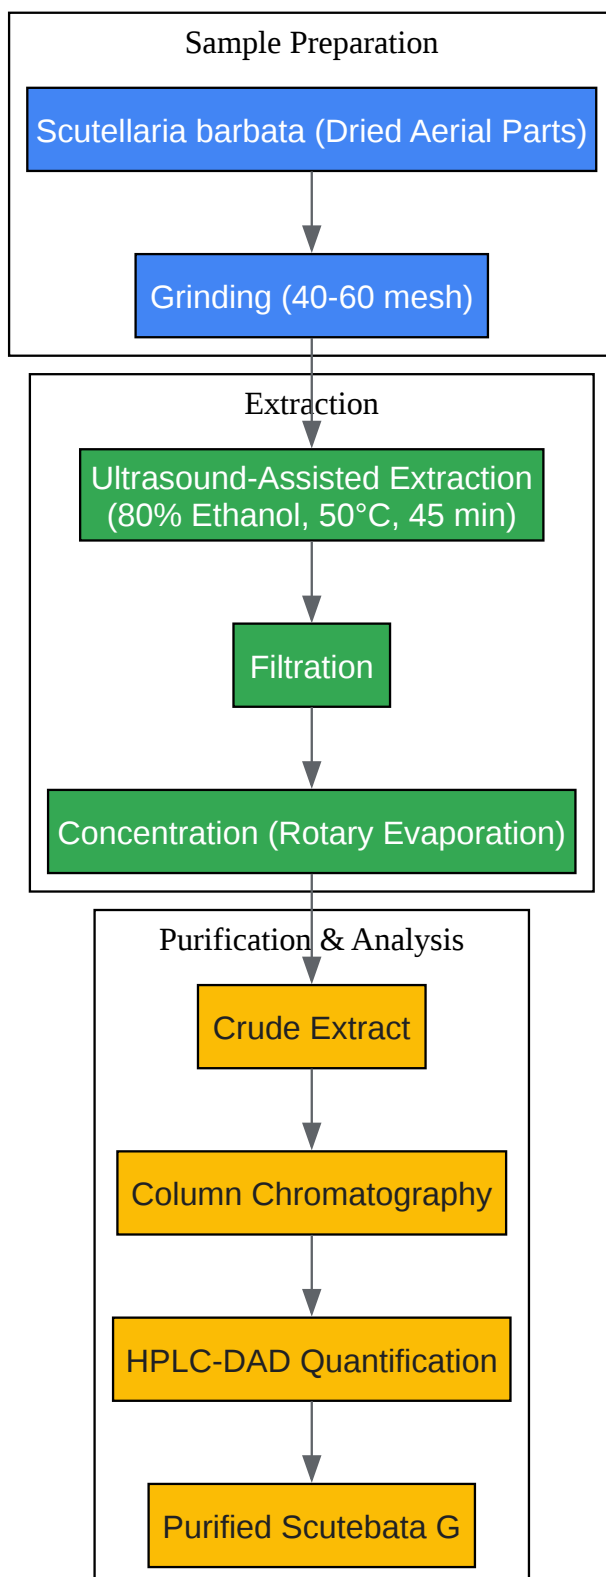 Sample Preparation
Scutellaria barbata (Dried Aerial Parts)
Grinding (40-60 mesh)
Extraction
Ultrasound-Assisted Extraction
(80% Ethanol, 50°C, 45 min)
Filtration
Concentration (Rotary Evaporation)
Purification & Analysis
Crude Extract
Column Chromatography
HPLC-DAD Quantification
Purified Scutebata G